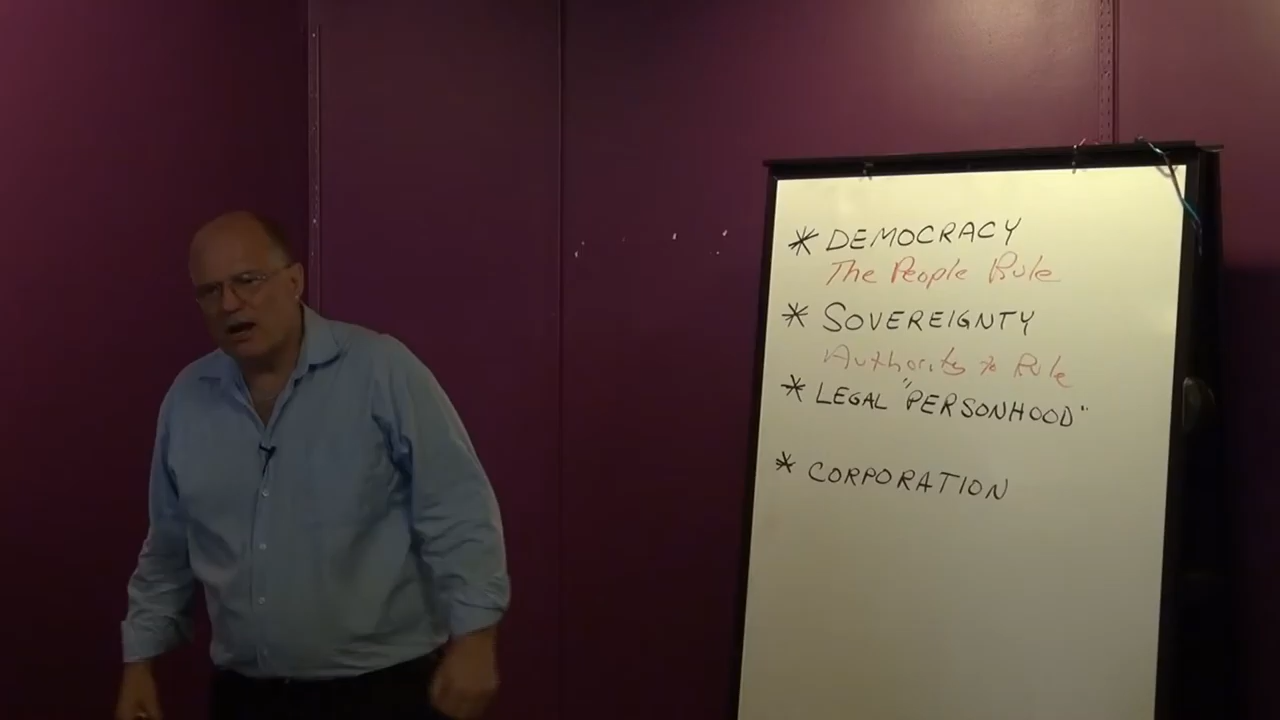 * DEMOCRACY
The People Rule
* SOVEREIGNTY
Authority to Rule
* LEGAL "PERSONHOOD"
* CORPORATION